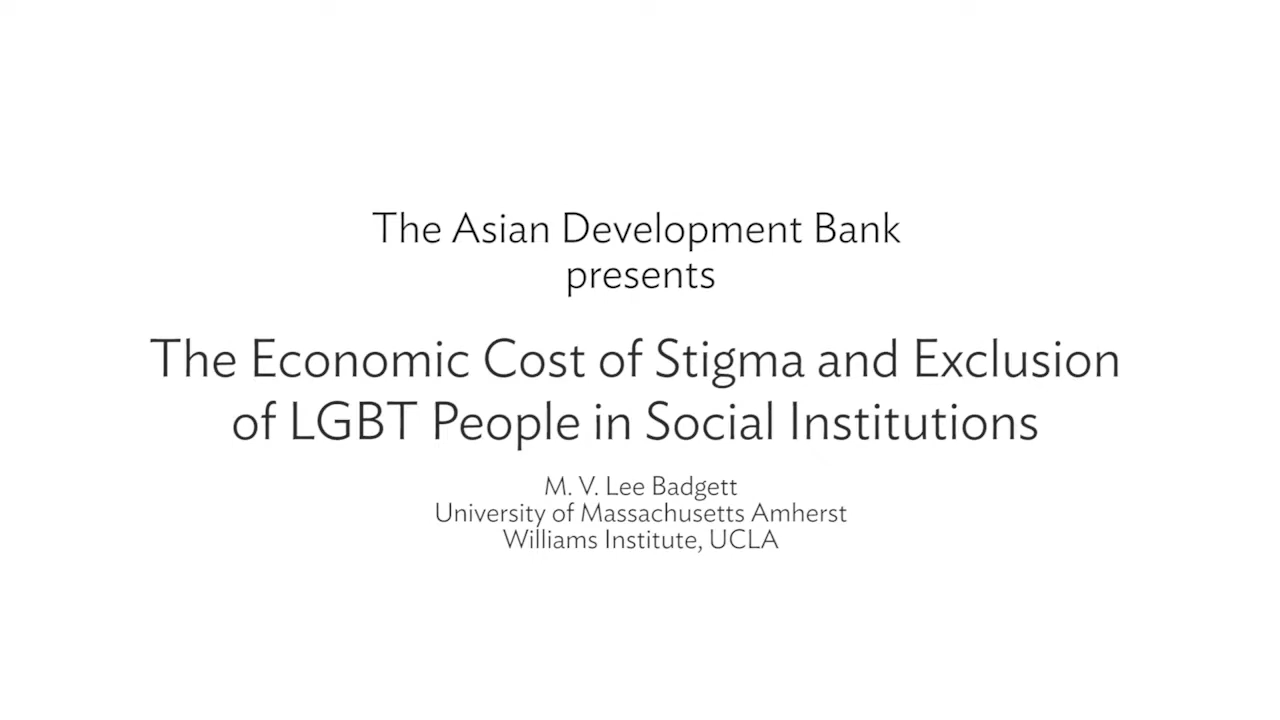 The Asian Development Bank
presents
The Economic Cost of Stigma and Exclusion
of LGBT People in Social Institutions
M. V. Lee Badgett
University of Massachusetts Amherst
Williams Institute, UCLA